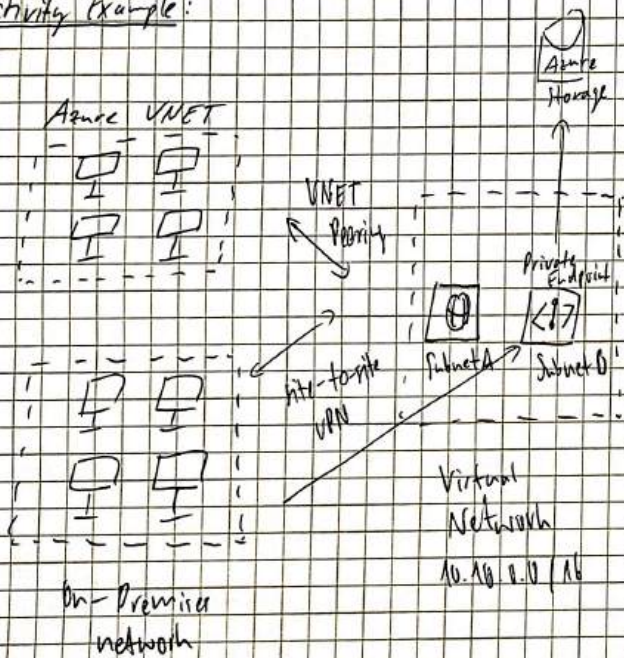 Example:
Azure
Storage
Azure VNET
VNET
Peering
Private
Endpoint
Subnet A
Subnet B
site-to-site
VPN
Virtual
Network
10.10.0.0/16
On-Premises
network